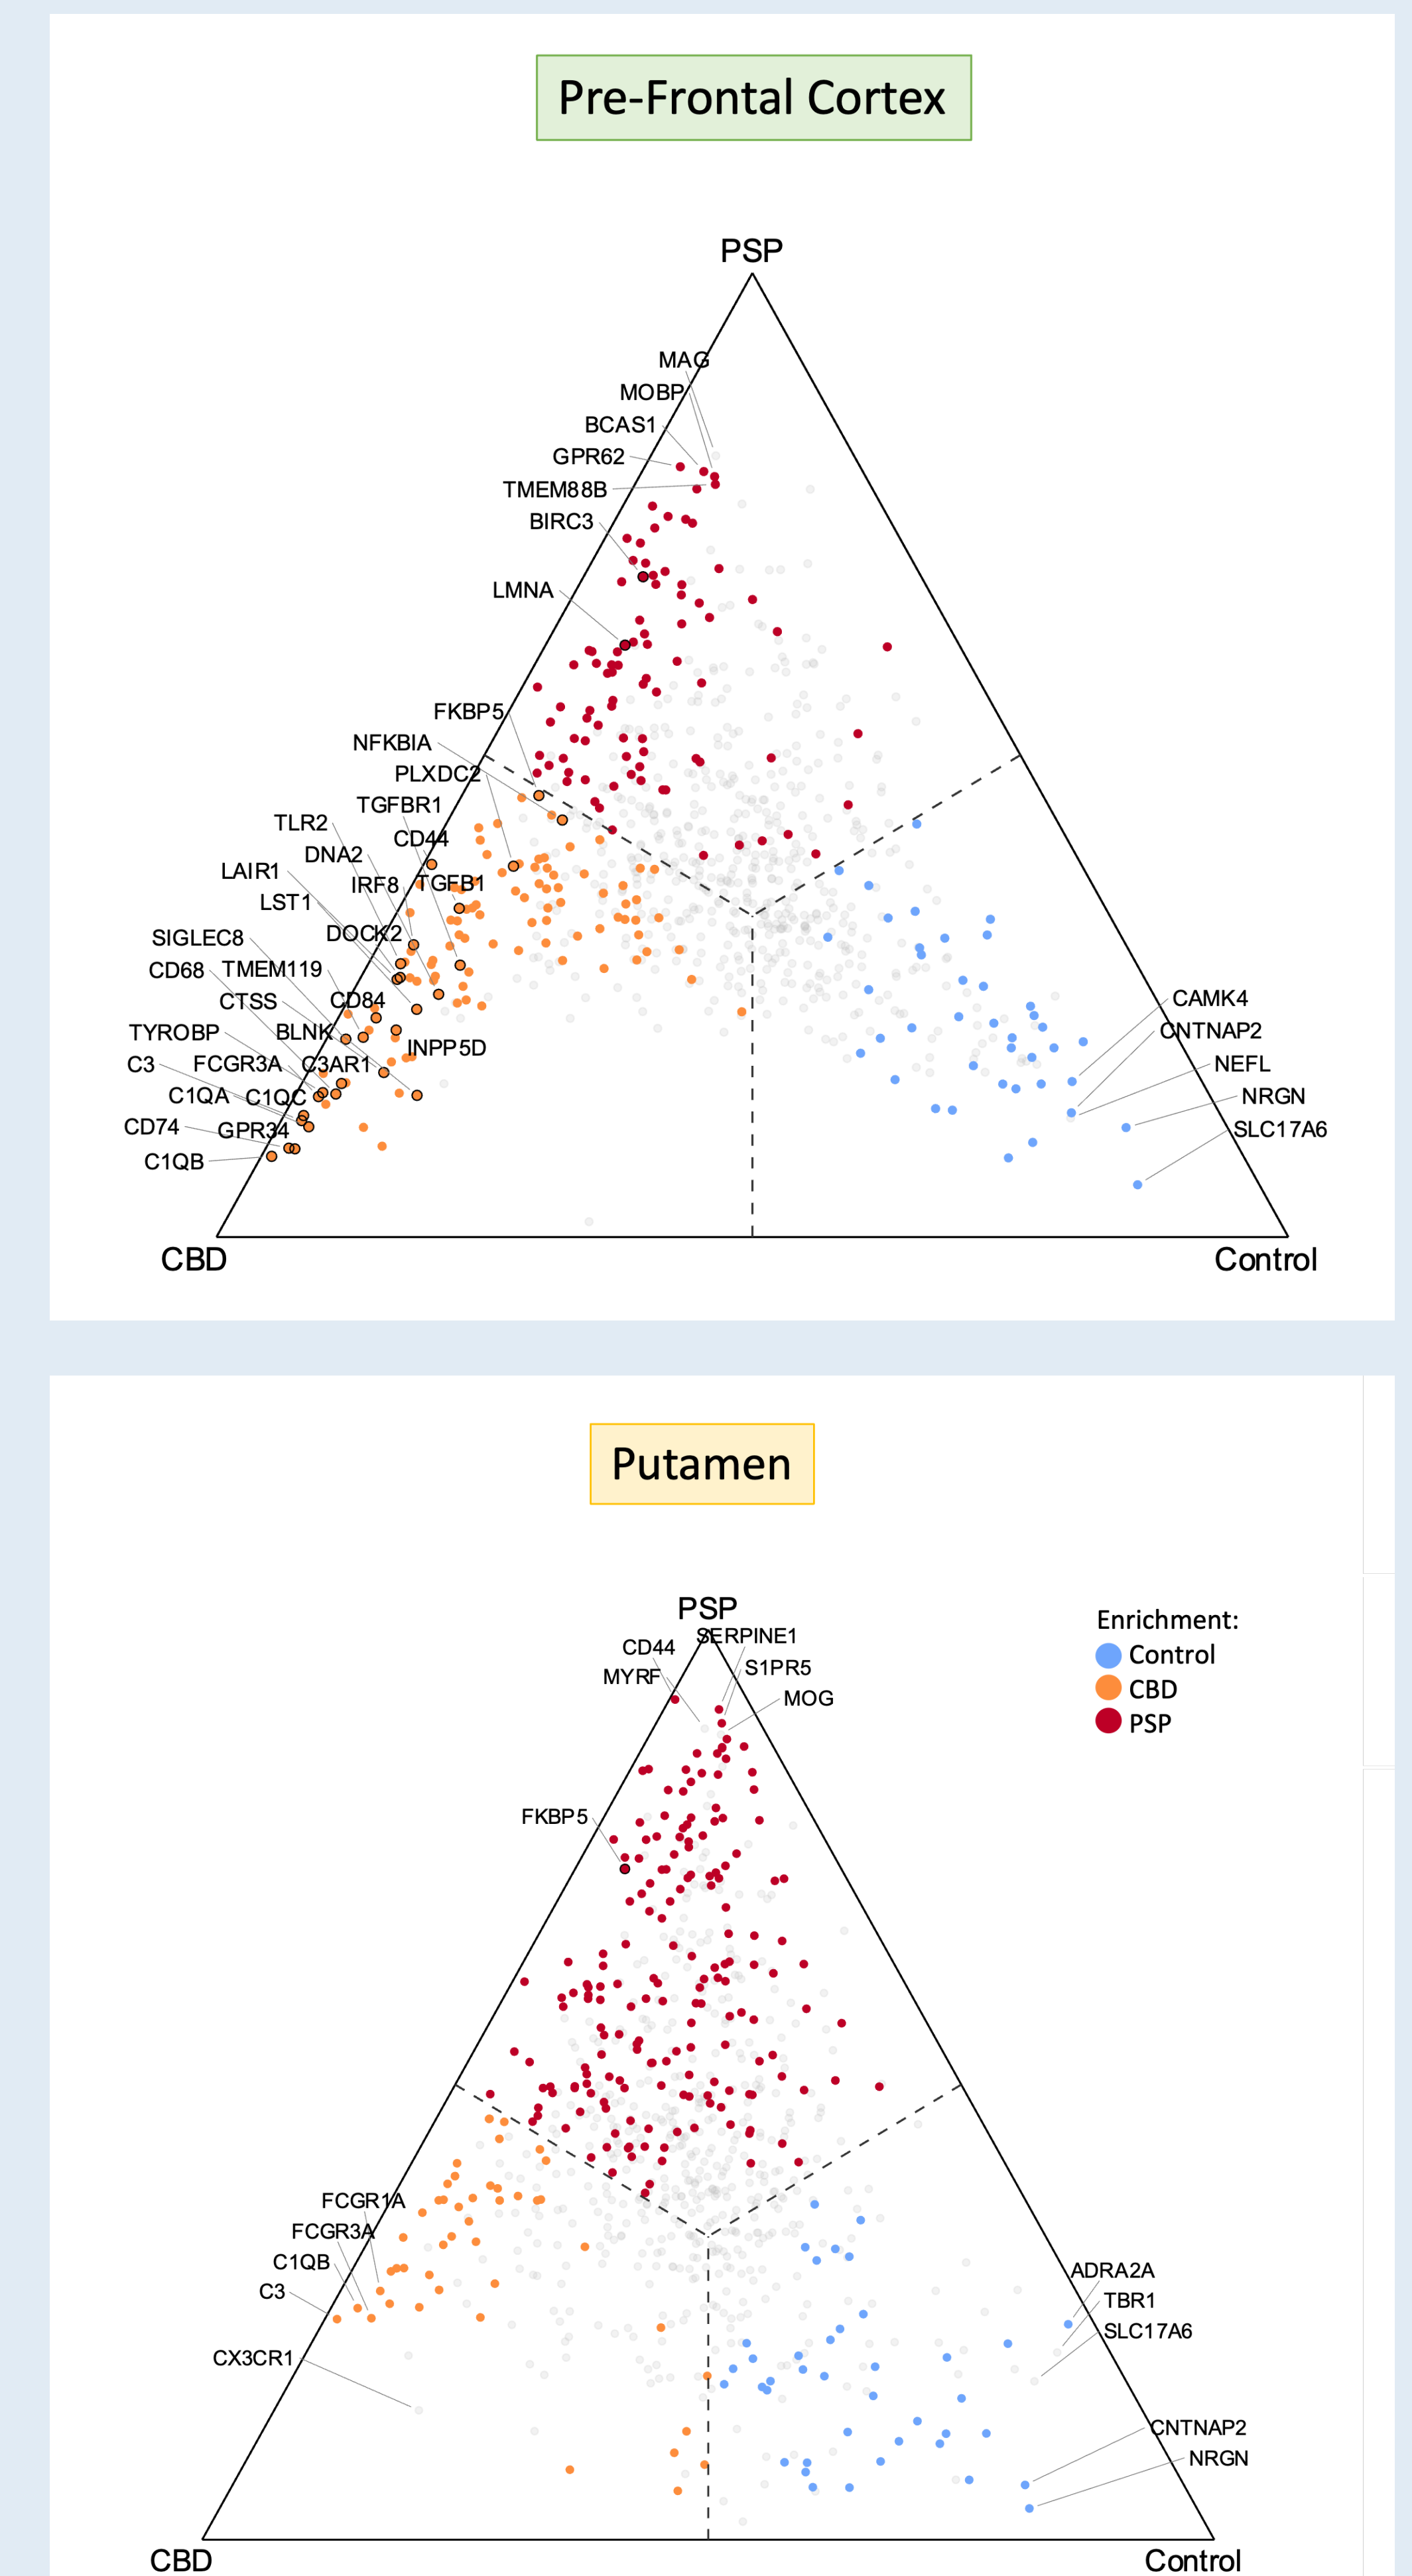 Pre-Frontal Cortex
PSP
MAG
MOBP
BCAS1
GPR62
TMEM88B
BIRC3
LMNA
FKBP5
NFKBIA
PLXDC2
TGFBR1
TLR2
CD44
DNA2
LAIR1
IRF8
TGFB1
LST1
DOCK2
SIGLEC8
CD68
TMEM119
CTSS
CD84
TYROBP
BLNK
INPP5D
C3
FCGR3A
C3AR1
C1QA
C1QC
CD74
GPR34
C1QB
CAMK4
CNTNAP2
NEFL
NRGN
SLC17A6
CBD
Control
Putamen
PSP
SERPINE1
CD44
S1PR5
MYRF
MOG
Enrichment:
Control
CBD
PSP
FKBP5
FCGR1A
FCGR3A
C1QB
C3
CX3CR1
ADRA2A
TBR1
SLC17A6
CNTNAP2
NRGN
CBD
Control